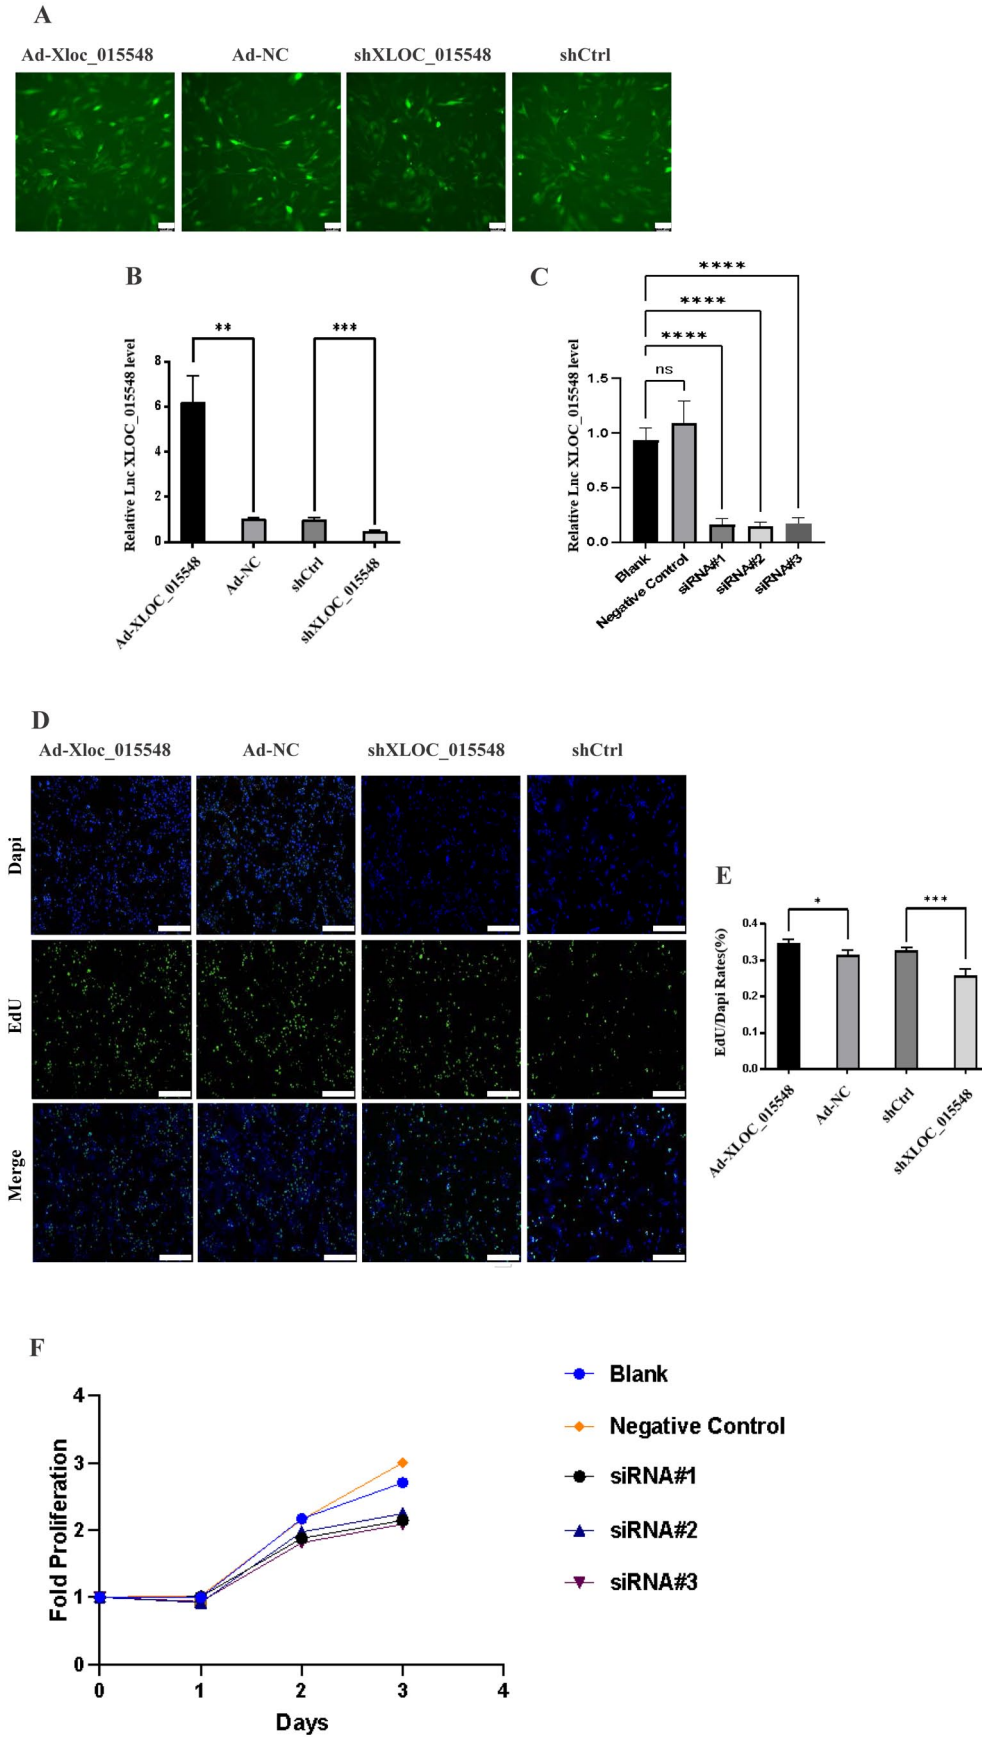 A
Ad-Xloc_015548 Ad-NC shXLOC_015548 shCtrl
B
Relative Lnc XLOC_015548 level
8
6
4
2
0
** ***
Ad-XLOC_015548 Ad-NC shCtrl shXLOC_015548
C
Relative Lnc XLOC_015548 level
1.5
1.0
0.5
0.0
****
****
****
ns
Blank Negative Control siRNA#1 siRNA#2 siRNA#3
D
Ad-Xloc_015548 Ad-NC shXLOC_015548 shCtrl
Dapi
EdU
Merge
E
EdU/Dapi Rates(%)
0.4
0.3
0.2
0.1
0.0
* ***
Ad-XLOC_015548 Ad-NC shCtrl shXLOC_015548
F
Fold Proliferation
4
3
2
1
0
0 1 2 3 4
Days
Blank
Negative Control
siRNA#1
siRNA#2
siRNA#3